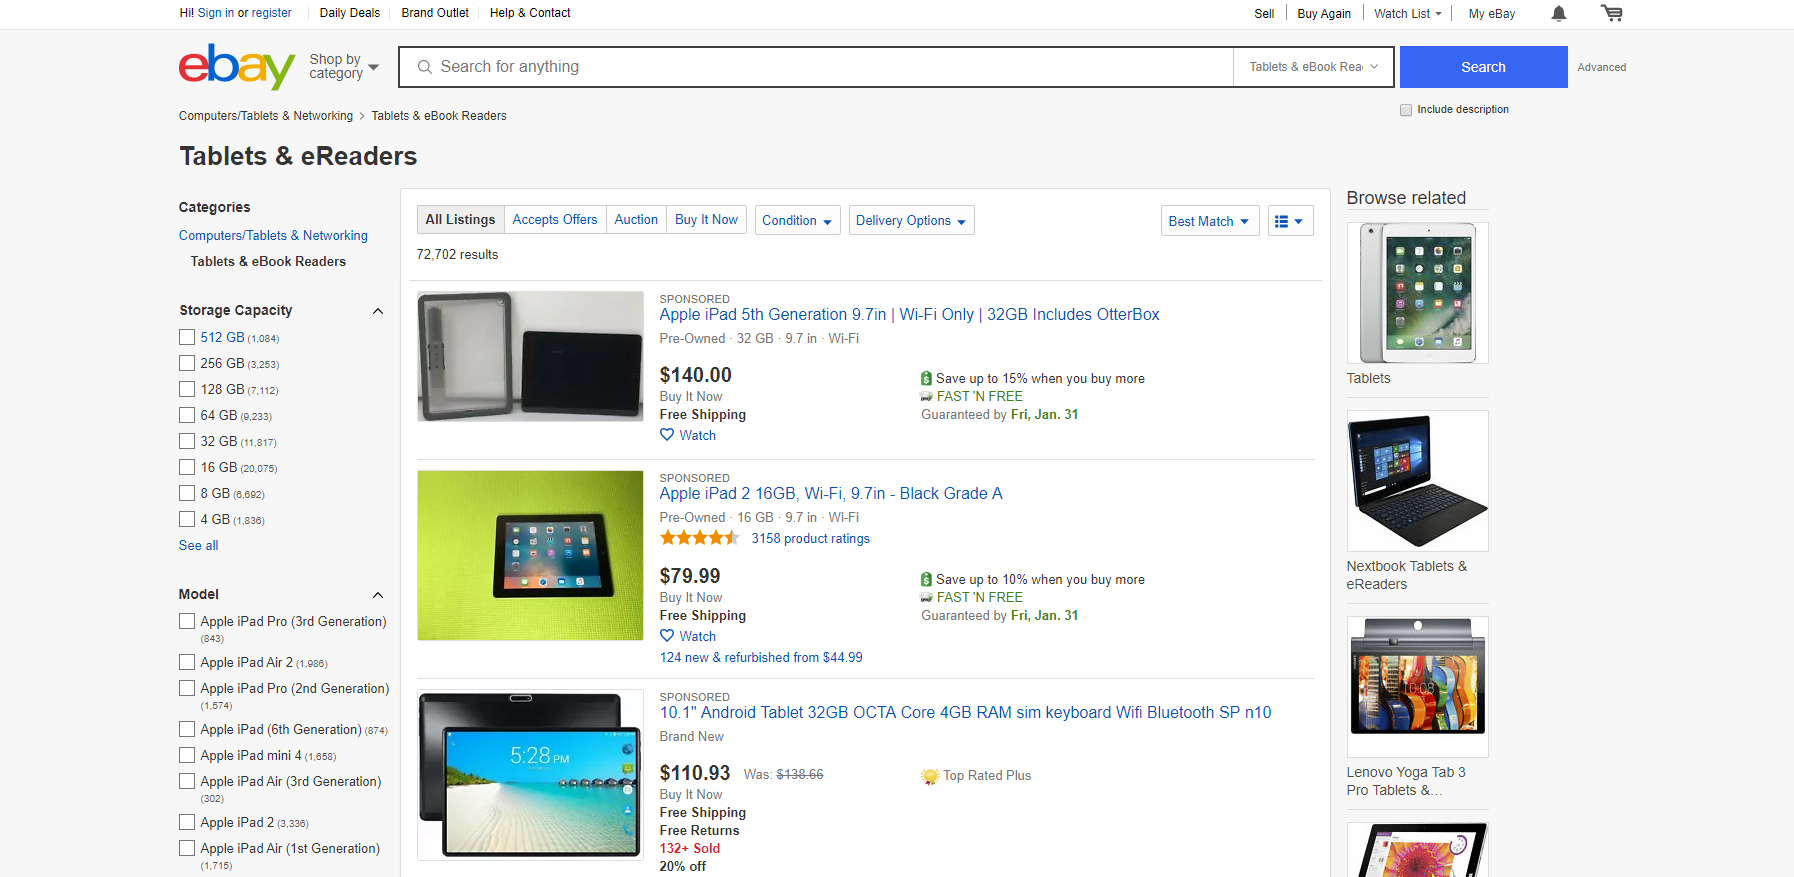 Hi! Sign in or register
Daily Deals
Brand Outlet
Help & Contact
Sell
Buy Again
Watch List
My eBay
ebay
Shop by
category
Search for anything
Tablets & eBook Rea
Search
Advanced
Include description
Computers/Tablets & Networking > Tablets & eBook Readers
Tablets & eReaders
Categories
Computers/Tablets & Networking
Tablets & eBook Readers
Storage Capacity
512 GB (1,084)
256 GB (3,253)
128 GB (7,112)
64 GB (9,233)
32 GB (11,817)
16 GB (20,075)
8 GB (6,692)
4 GB (1,836)
See all
Model
Apple iPad Pro (3rd Generation)
(843)
Apple iPad Air 2 (1,986)
Apple iPad Pro (2nd Generation)
(1,574)
Apple iPad (6th Generation) (874)
Apple iPad mini 4 (1,658)
Apple iPad Air (3rd Generation)
(302)
Apple iPad 2 (3,336)
Apple iPad Air (1st Generation)
(1,715)
All Listings
Accepts Offers
Auction
Buy It Now
Condition
Delivery Options
Best Match
72,702 results
SPONSORED
Apple iPad 5th Generation 9.7in | Wi-Fi Only | 32GB Includes OtterBox
Pre-Owned · 32 GB · 9.7 in · Wi-Fi
$140.00
Buy It Now
Free Shipping
Watch
Save up to 15% when you buy more
FAST 'N FREE
Guaranteed by Fri, Jan. 31
SPONSORED
Apple iPad 2 16GB, Wi-Fi, 9.7in - Black Grade A
Pre-Owned · 16 GB · 9.7 in · Wi-Fi
3158 product ratings
$79.99
Buy It Now
Free Shipping
Watch
124 new & refurbished from $44.99
Save up to 10% when you buy more
FAST 'N FREE
Guaranteed by Fri, Jan. 31
5:28 PM
SPONSORED
10.1" Android Tablet 32GB OCTA Core 4GB RAM sim keyboard Wifi Bluetooth SP n10
Brand New
$110.93 Was: $138.66
Buy It Now
Free Shipping
Free Returns
132+ Sold
20% off
Top Rated Plus
Browse related
Tablets
Nextbook Tablets &
eReaders
Lenovo Yoga Tab 3
Pro Tablets &…